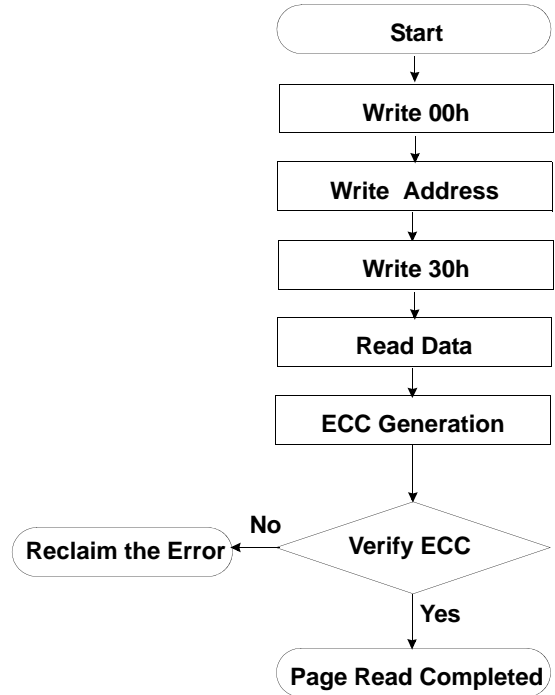 Start
Write 00h
Write Address
Write 30h
Read Data
ECC Generation
No
Reclaim the Error
Verify ECC
Yes
Page Read Completed